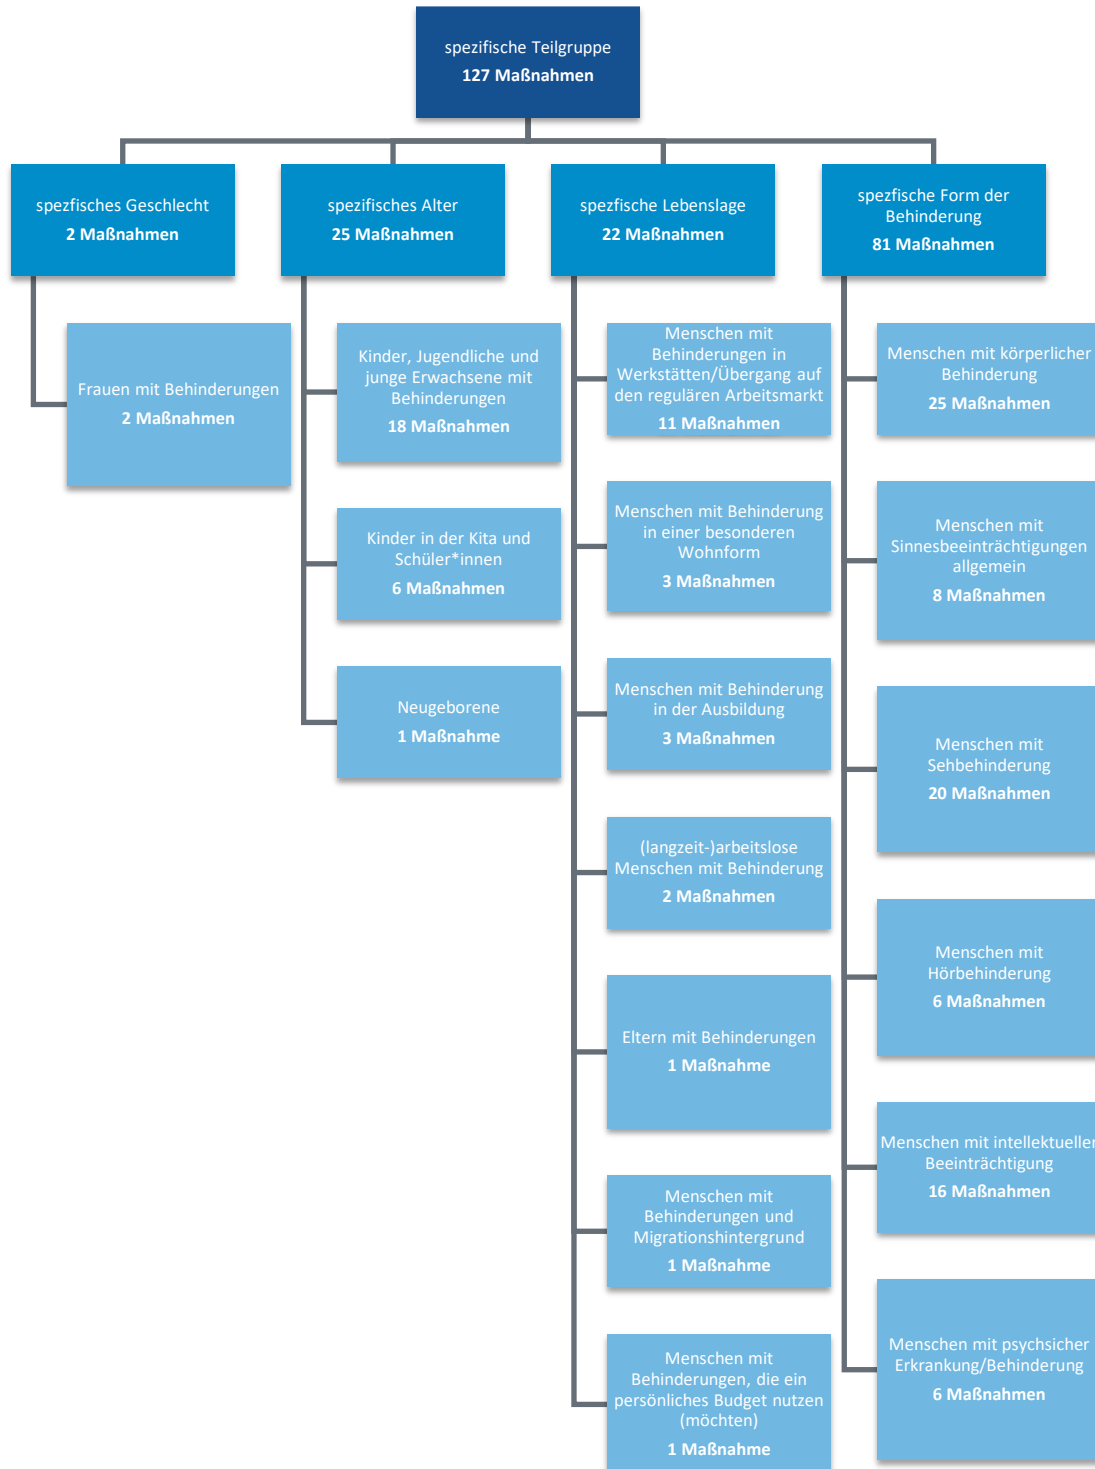 spezifische Teilgruppe
127 Maßnahmen
spezfisches Geschlecht
2 Maßnahmen
Frauen mit Behinderungen
2 Maßnahmen
spezifisches Alter
25 Maßnahmen
Kinder, Jugendliche und
junge Erwachsene mit
Behinderungen
18 Maßnahmen
Kinder in der Kita und
Schüler*innen
6 Maßnahmen
Neugeborene
1 Maßnahme
spezfische Lebenslage
22 Maßnahmen
Menschen mit
Behinderungen in
Werkstätten/Übergang auf
den regulären Arbeitsmarkt
11 Maßnahmen
Menschen mit Behinderung
in einer besonderen
Wohnform
3 Maßnahmen
Menschen mit Behinderung
in der Ausbildung
3 Maßnahmen
(langzeit-)arbeitslose
Menschen mit Behinderung
2 Maßnahmen
Eltern mit Behinderungen
1 Maßnahme
Menschen mit
Behinderungen und
Migrationshintergrund
1 Maßnahme
Menschen mit
Behinderungen, die ein
persönliches Budget nutzen
(möchten)
1 Maßnahme
spezfische Form der
Behinderung
81 Maßnahmen
Menschen mit körperlicher
Behinderung
25 Maßnahmen
Menschen mit
Sinnesbeeinträchtigungen
allgemein
8 Maßnahmen
Menschen mit
Sehbehinderung
20 Maßnahmen
Menschen mit
Hörbehinderung
6 Maßnahmen
Menschen mit intellektueller
Beeinträchtigung
16 Maßnahmen
Menschen mit psychsicher
Erkrankung/Behinderung
6 Maßnahmen